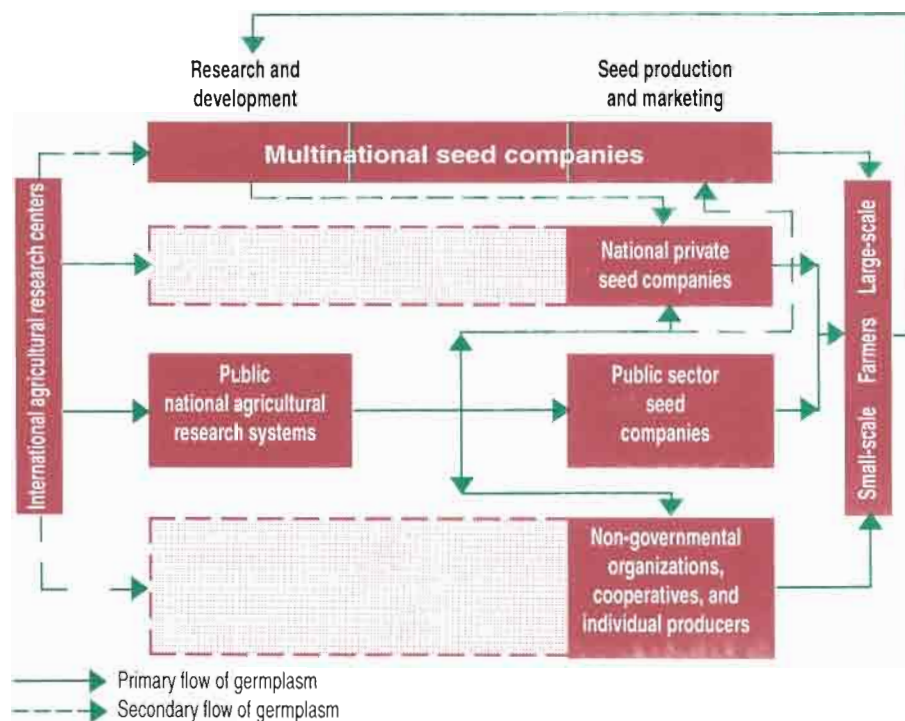 Research and
development
Seed production
and marketing
Multinational seed companies
International agricultural research centers
National private
seed companies
Public
national agricultural
research systems
Public sector
seed
companies
Non-governmental
organizations,
cooperatives, and
individual producers
Small-scale Farmers Large-scale
Primary flow of germplasm
Secondary flow of germplasm